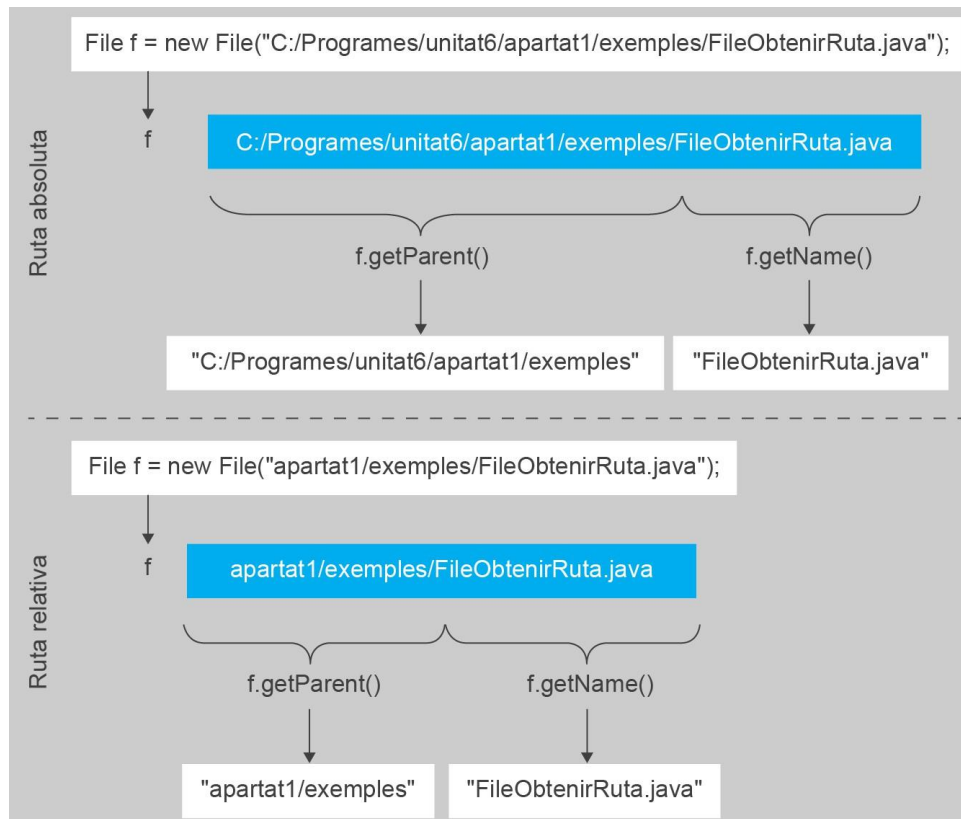 Ruta absoluta
File f = new File("C:/Programes/unitat6/apartat1/exemples/FileObtenirRuta.java");
f
C:/Programes/unitat6/apartat1/exemples/FileObtenirRuta.java
f.getParent()
f.getName()
"C:/Programes/unitat6/apartat1/exemples"
"FileObtenirRuta.java"
Ruta relativa
File f = new File("apartat1/exemples/FileObtenirRuta.java");
f
apartat1/exemples/FileObtenirRuta.java
f.getParent()
f.getName()
"apartat1/exemples"
"FileObtenirRuta.java"